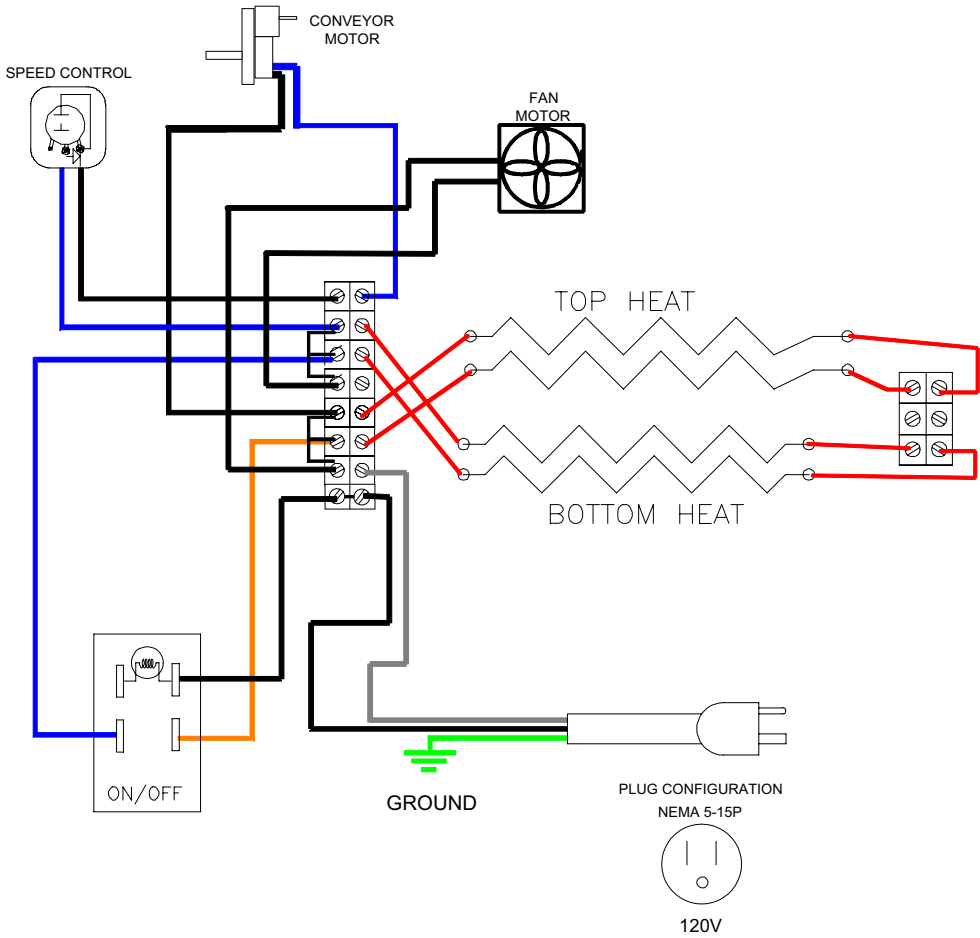 CONVEYOR
MOTOR
SPEED CONTROL
FAN
MOTOR
TOP HEAT
BOTTOM HEAT
ON/OFF
GROUND
PLUG CONFIGURATION
NEMA 5-15P
120V